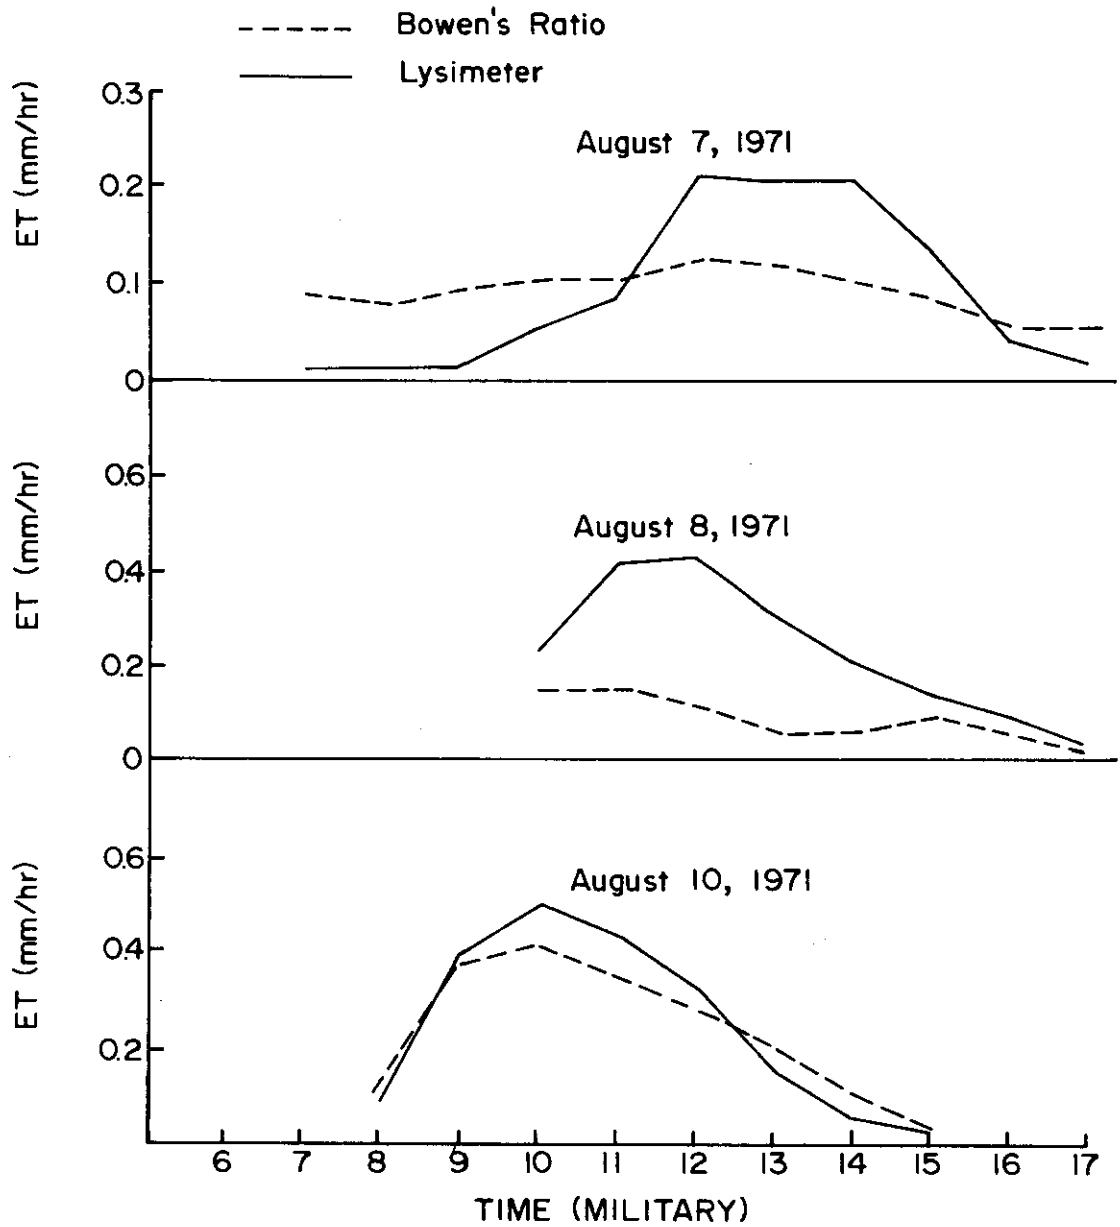 Bowen's Ratio
Lysimeter
ET (mm/hr)
0.3
0.2
0.1
0
August 7, 1971
ET (mm/hr)
0.6
0.4
0.2
0
August 8, 1971
ET (mm/hr)
0.6
0.4
0.2
August 10, 1971
6 7 8 9 10 11 12 13 14 15 16 17
TIME (MILITARY)